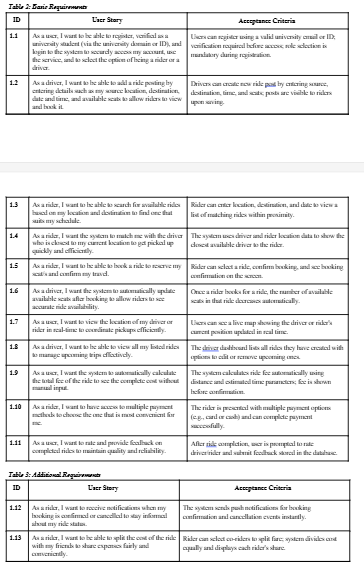 Table 2: Basic Requirements
ID User Story Acceptance Criteria
1.1 As a user, I want to be able to register, verified as a university student (via the university domain or ID), and login to the system to securely access my account, use the service, and to select the option of being a rider or a driver. Users can register using a valid university email or ID; verification required before access; role selection is mandatory during registration.
1.2 As a driver, I want to be able to add a ride posting by entering details such as my source location, destination, date and time, and available seats to allow riders to view and book it. Drivers can create new ride post by entering source, destination, time, and seats; posts are visible to riders upon saving.
1.3 As a rider, I want to be able to search for available rides based on my location and destination to find one that suits my schedule. Rider can enter location, destination, and date to view a list of matching rides within proximity.
1.4 As a rider, I want the system to match me with the driver who is closest to my current location to get picked up quickly and efficiently. The system uses driver and rider location data to show the closest available driver to the rider.
1.5 As a rider, I want to be able to book a ride to reserve my seat/s and confirm my travel. Rider can select a ride, confirm booking, and see booking confirmation on the screen.
1.6 As a driver, I want the system to automatically update available seats after booking to allow riders to see accurate ride availability. Once a rider books for a ride, the number of available seats in that ride decreases automatically.
1.7 As a user, I want to view the location of my driver or rider in real-time to coordinate pickups efficiently. Users can see a live map showing the driver or rider's current position updated in real time.
1.8 As a driver, I want to be able to view all my listed rides to manage upcoming trips effectively. The driver dashboard lists all rides they have created with options to edit or remove upcoming ones.
1.9 As a rider, I want the system to automatically calculate the total fee of the ride to see the complete cost without manual input. The system calculates ride fee automatically using distance and estimated time parameters; fee is shown before confirmation.
1.10 As a rider, I want to have access to multiple payment methods to choose the one that is most convenient for me. The rider is presented with multiple payment options (e.g., card or cash) and can complete payment successfully.
1.11 As a user, I want to rate and provide feedback on completed rides to maintain quality and reliability. After ride completion, user is prompted to rate driver/rider and submit feedback stored in the database.
Table 3: Additional Requirements
ID User Story Acceptance Criteria
1.12 As a rider, I want to receive notifications when my booking is confirmed or cancelled to stay informed about my ride status. The system sends push notifications for booking confirmation and cancellation events instantly.
1.13 As a rider, I want to be able to split the cost of the ride with my friends to share expenses fairly and conveniently. Rider can select co-riders to split fare; system divides cost equally and displays each rider's share.